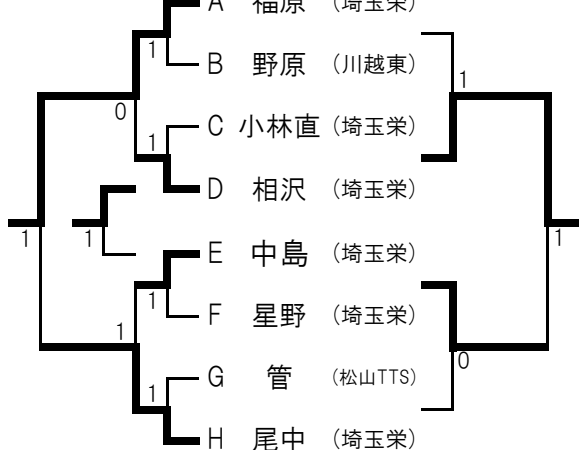 A 福原 (埼玉栄)
1
B 野原 (川越東)
1
0
C 小林直 (埼玉栄)
1
D 相沢 (埼玉栄)
1
1
1
E 中島 (埼玉栄)
1
F 星野 (埼玉栄)
1
0
G 管 (松山TTS)
1
H 尾中 (埼玉栄)